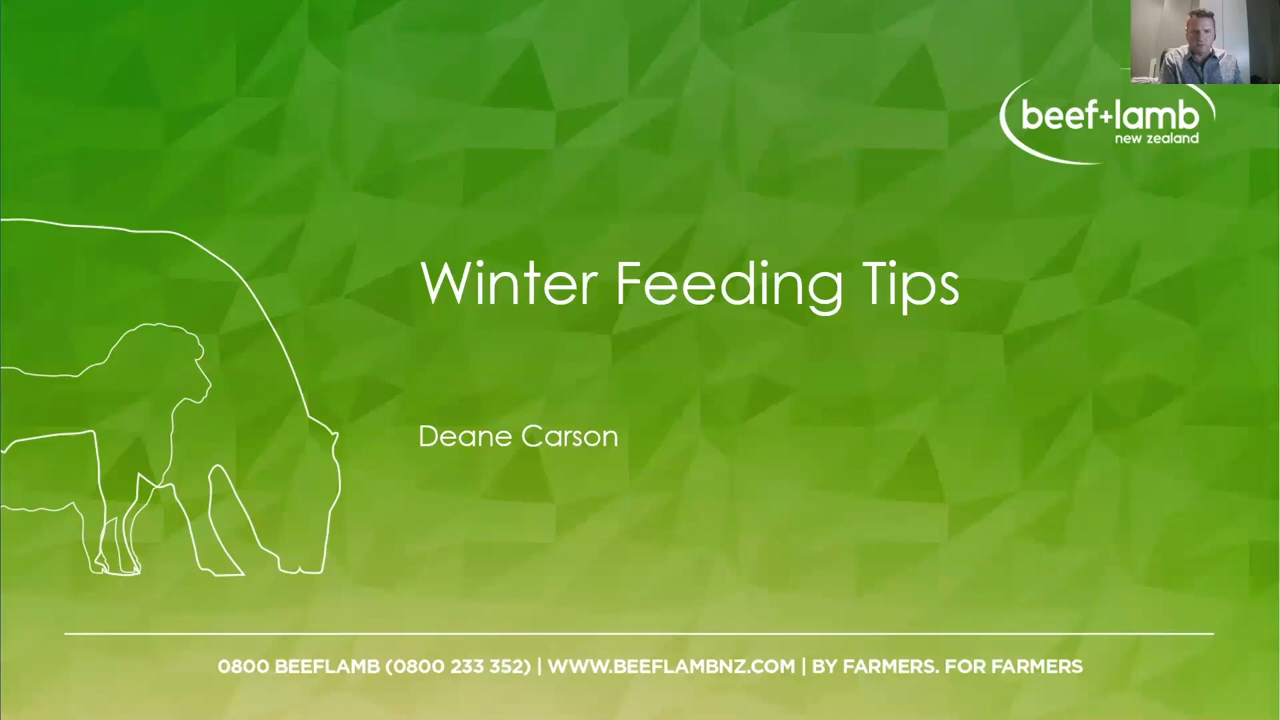 beef+lamb
new zealand
Winter Feeding Tips
Deane Carson
0800 BEEFLAMB (0800 233 352) | WWW.BEEFLAMBNZ.COM | BY FARMERS. FOR FARMERS